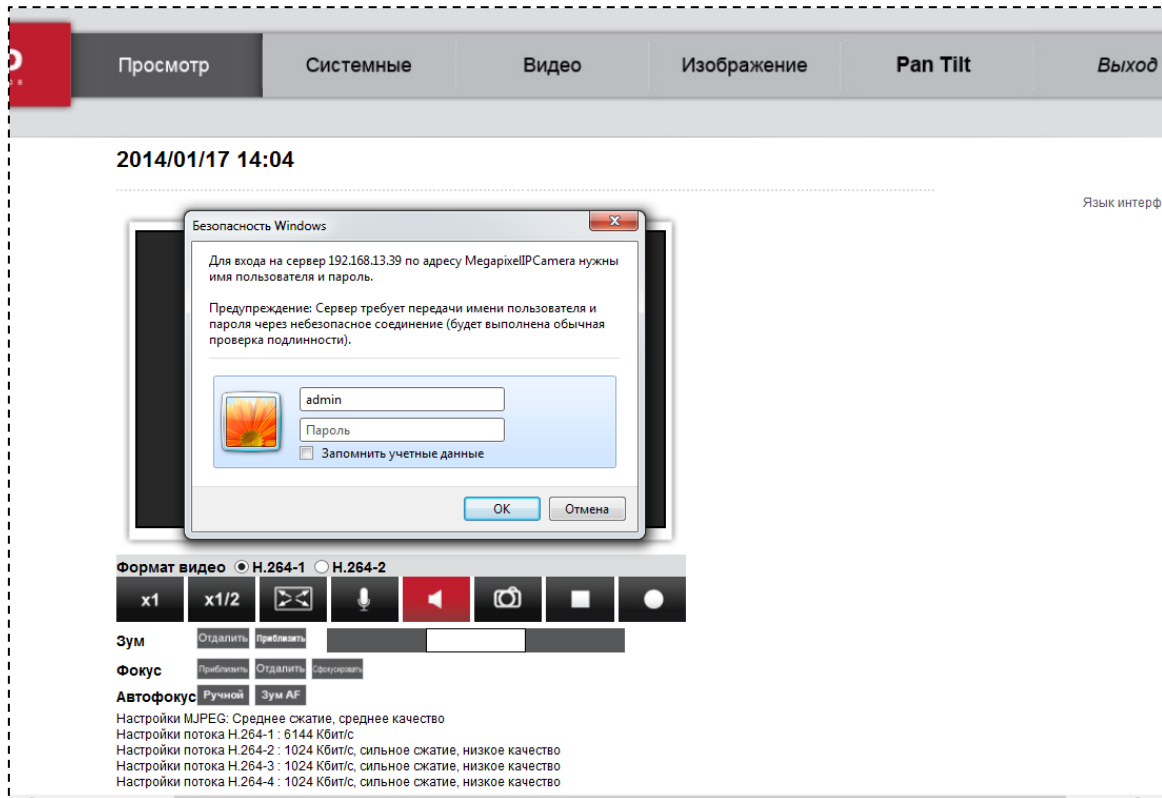 Просмотр Системные Видео Изображение Pan Tilt Выход
2014/01/17 14:04
Язык интерф
Безопасность Windows
Для входа на сервер 192.168.13.39 по адресу MegapixelIPCamera нужны
имя пользователя и пароль.
Предупреждение: Сервер требует передачи имени пользователя и
пароля через небезопасное соединение (будет выполнена обычная
проверка подлинности).
admin
Пароль
Запомнить учетные данные
OK Отмена
Формат видео H.264-1 H.264-2
x1 x1/2
Зум Отдалить Приблизить
Фокус Приблизить Отдалить Сфокусировать
Автофокус Ручной Зум AF
Настройки MJPEG: Среднее сжатие, среднее качество
Настройки потока H.264-1 : 6144 Кбит/с
Настройки потока H.264-2 : 1024 Кбит/с, сильное сжатие, низкое качество
Настройки потока H.264-3 : 1024 Кбит/с, сильное сжатие, низкое качество
Настройки потока H.264-4 : 1024 Кбит/с, сильное сжатие, низкое качество